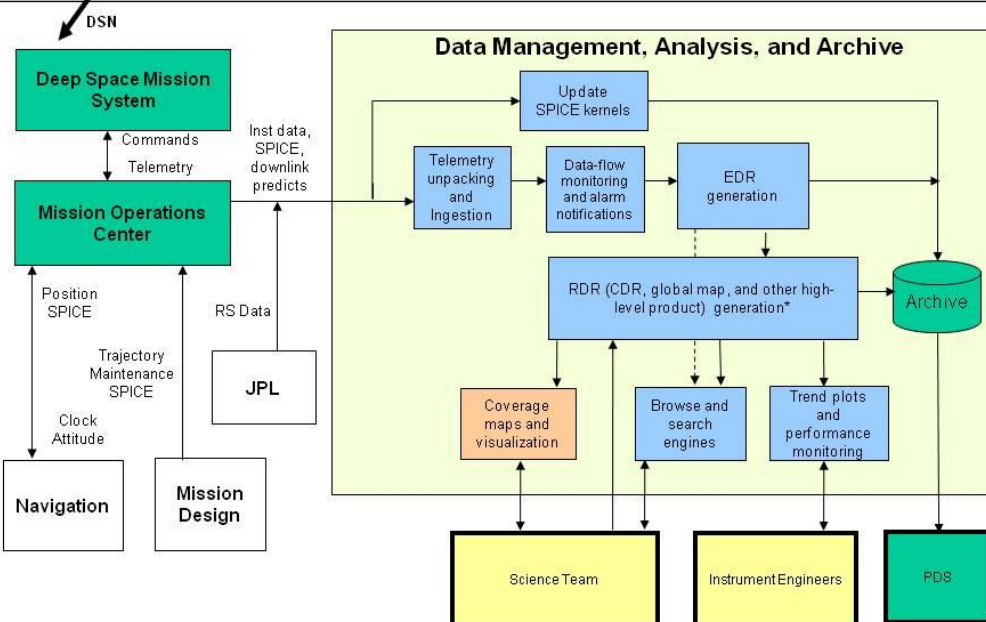 DSN
Data Management, Analysis, and Archive
Deep Space Mission
System
Commands
Telemetry
Mission Operations
Center
Inst data,
SPICE,
downlink
predicts
Update
SPICE kernels
Telemetry
unpacking
and
Ingestion
Data-flow
monitoring
and alarm
notifications
EDR
generation
RDR (CDR, global map, and other high-
level product) generation*
Archive
Position
SPICE
RS Data
Trajectory
Maintenance
SPICE
JPL
Clock
Attitude
Coverage
maps and
visualization
Browse and
search
engines
Trend plots
and
performance
monitoring
Navigation
Mission
Design
Science Team
Instrument Engineers
PDS